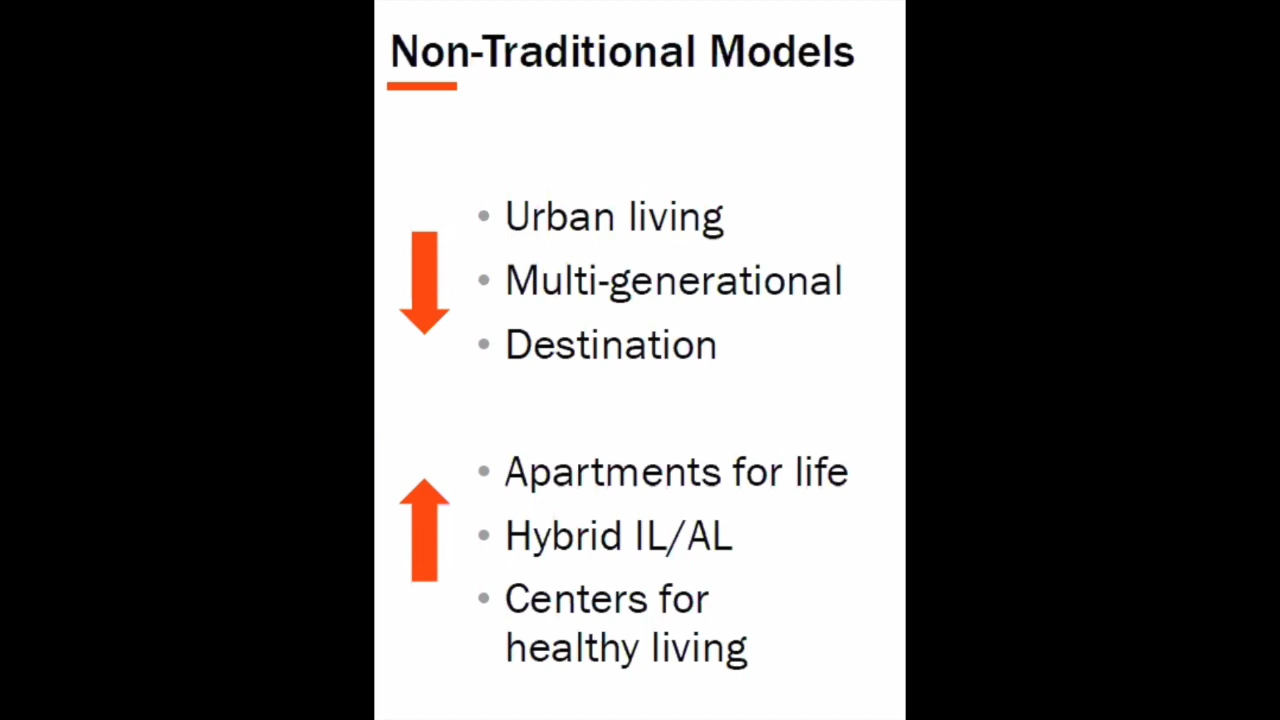 Non-Traditional Models
• Urban living
• Multi-generational
• Destination
• Apartments for life
• Hybrid IL/AL
• Centers for
healthy living